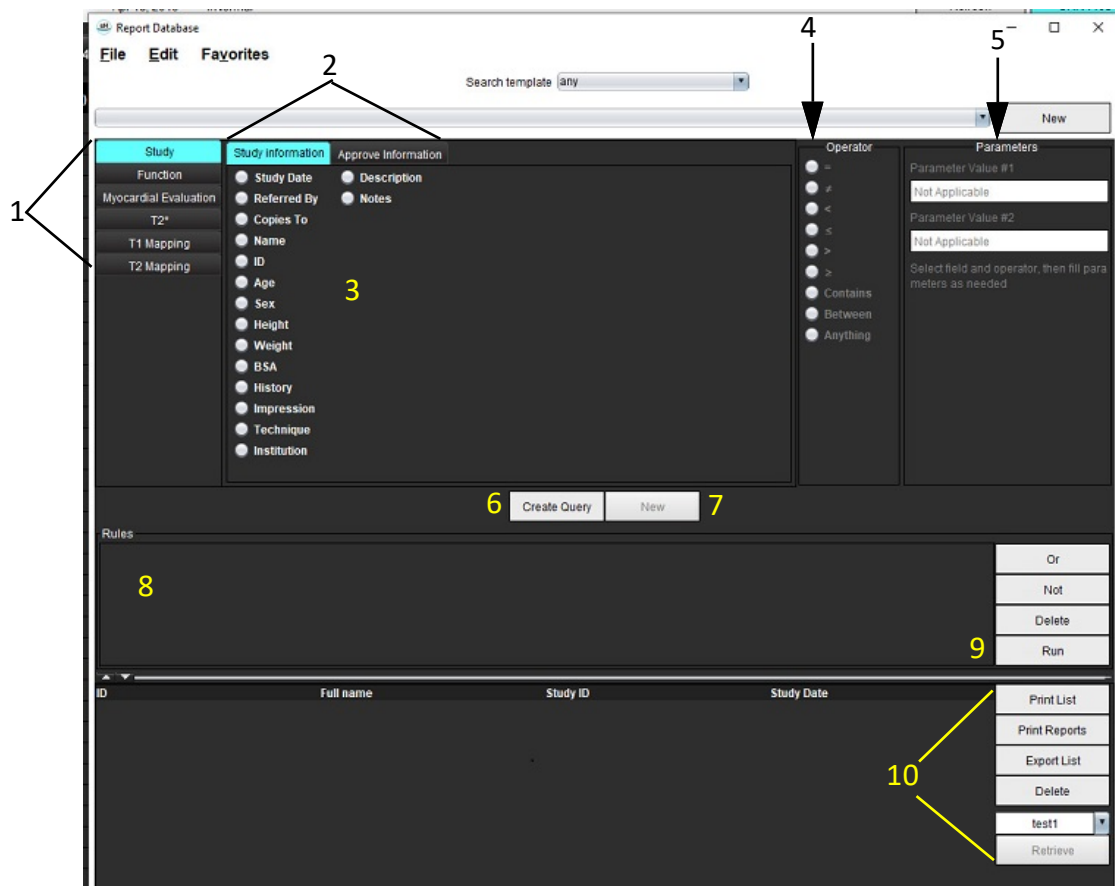 Report Database
4
5
File Edit Favorites
2
Search template any
New
1
Study
Function
Myocardial Evaluation
T2*
T1 Mapping
T2 Mapping
Study Information Approve Information
Study Date Description
Referred By Notes
Copies To
Name
ID
Age
Sex
Height
Weight
BSA
History
Impression
Technique
Institution
3
Operator
=
≠
<
≤
>
≥
Contains
Between
Anything
Parameters
Parameter Value #1
Not Applicable
Parameter Value #2
Not Applicable
Select field and operator, then fill para
meters as needed
6 Create Query New 7
Rules
8
Or
Not
Delete
9 Run
ID Full name Study ID Study Date
Print List
Print Reports
Export List
10
Delete
test1
Retrieve